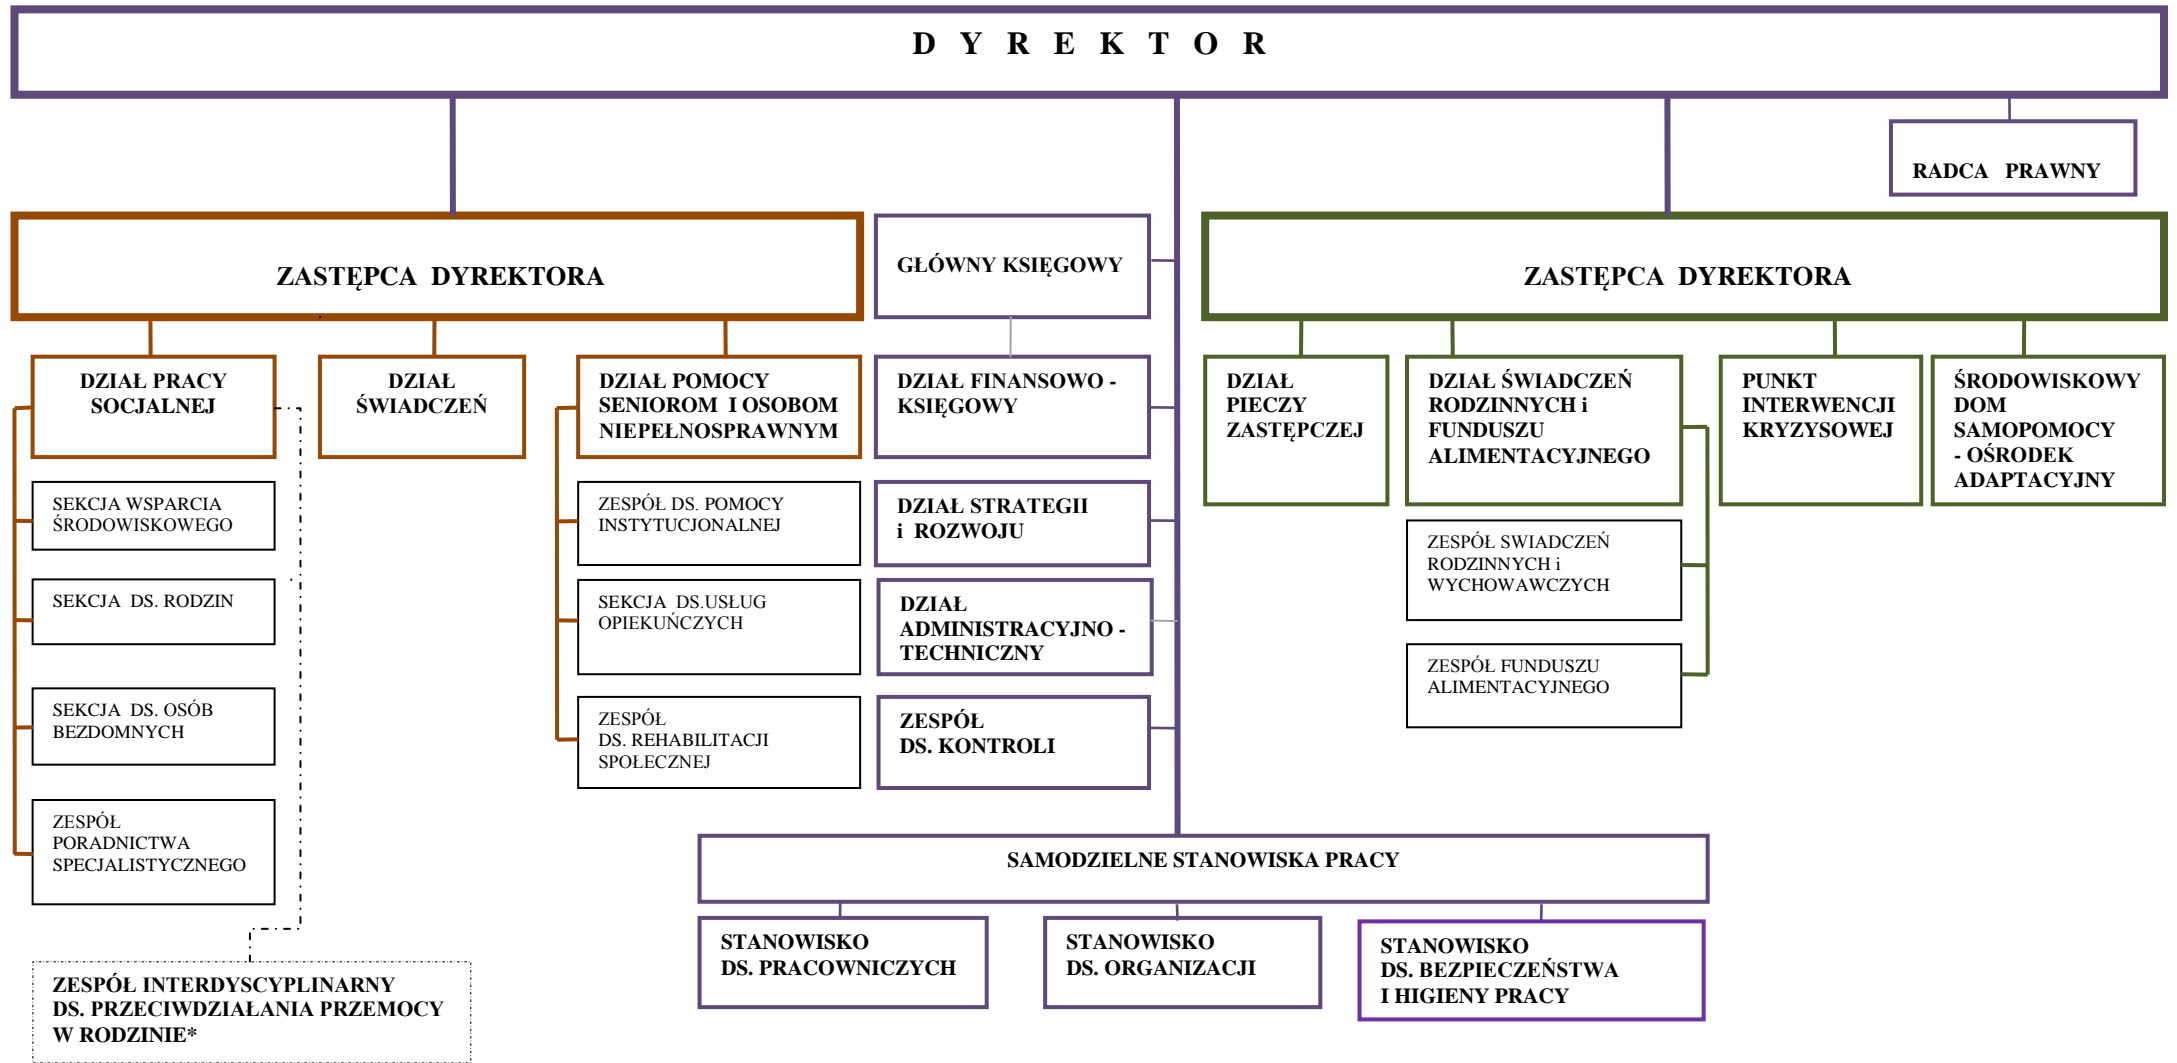 D Y R E K T O R
RADCA PRAWNY
ZASTĘPCA DYREKTORA
GŁÓWNY KSIĘGOWY
ZASTĘPCA DYREKTORA
DZIAŁ PRACY
SOCJALNEJ
DZIAŁ
ŚWIADCZEŃ
DZIAŁ POMOCY
SENIOROM I OSOBOM
NIEPEŁNOSPRAWNYM
DZIAŁ FINANSOWO -
KSIĘGOWY
DZIAŁ
PIECZY
ZASTĘPCZEJ
DZIAŁ ŚWIADCZEŃ
RODZINNYCH i
FUNDUSZU
ALIMENTACYJNEGO
PUNKT
INTERWENCJI
KRYZYSOWEJ
ŚRODOWISKOWY
DOM
SAMOPOMOCY
- OŚRODEK
ADAPTACYJNY
SEKCJA WSPARCIA
ŚRODOWISKOWEGO
ZESPÓŁ DS. POMOCY
INSTYTUCJONALNEJ
DZIAŁ STRATEGII
i ROZWOJU
ZESPÓŁ SWIADCZEŃ
RODZINNYCH i
WYCHOWAWCZYCH
SEKCJA DS. RODZIN
SEKCJA DS.USŁUG
OPIEKUŃCZYCH
DZIAŁ
ADMINISTRACYJNO -
TECHNICZNY
ZESPÓŁ FUNDUSZU
ALIMENTACYJNEGO
SEKCJA DS. OSÓB
BEZDOMNYCH
ZESPÓŁ
DS. REHABILITACJI
SPOŁECZNEJ
ZESPÓŁ
DS. KONTROLI
ZESPÓŁ
PORADNICTWA
SPECJALISTYCZNEGO
SAMODZIELNE STANOWISKA PRACY
STANOWISKO
DS. PRACOWNICZYCH
STANOWISKO
DS. ORGANIZACJI
STANOWISKO
DS. BEZPIECZEŃSTWA
I HIGIENY PRACY
ZESPÓŁ INTERDYSCYPLINARNY
DS. PRZECIWDZIAŁANIA PRZEMOCY
W RODZINIE*